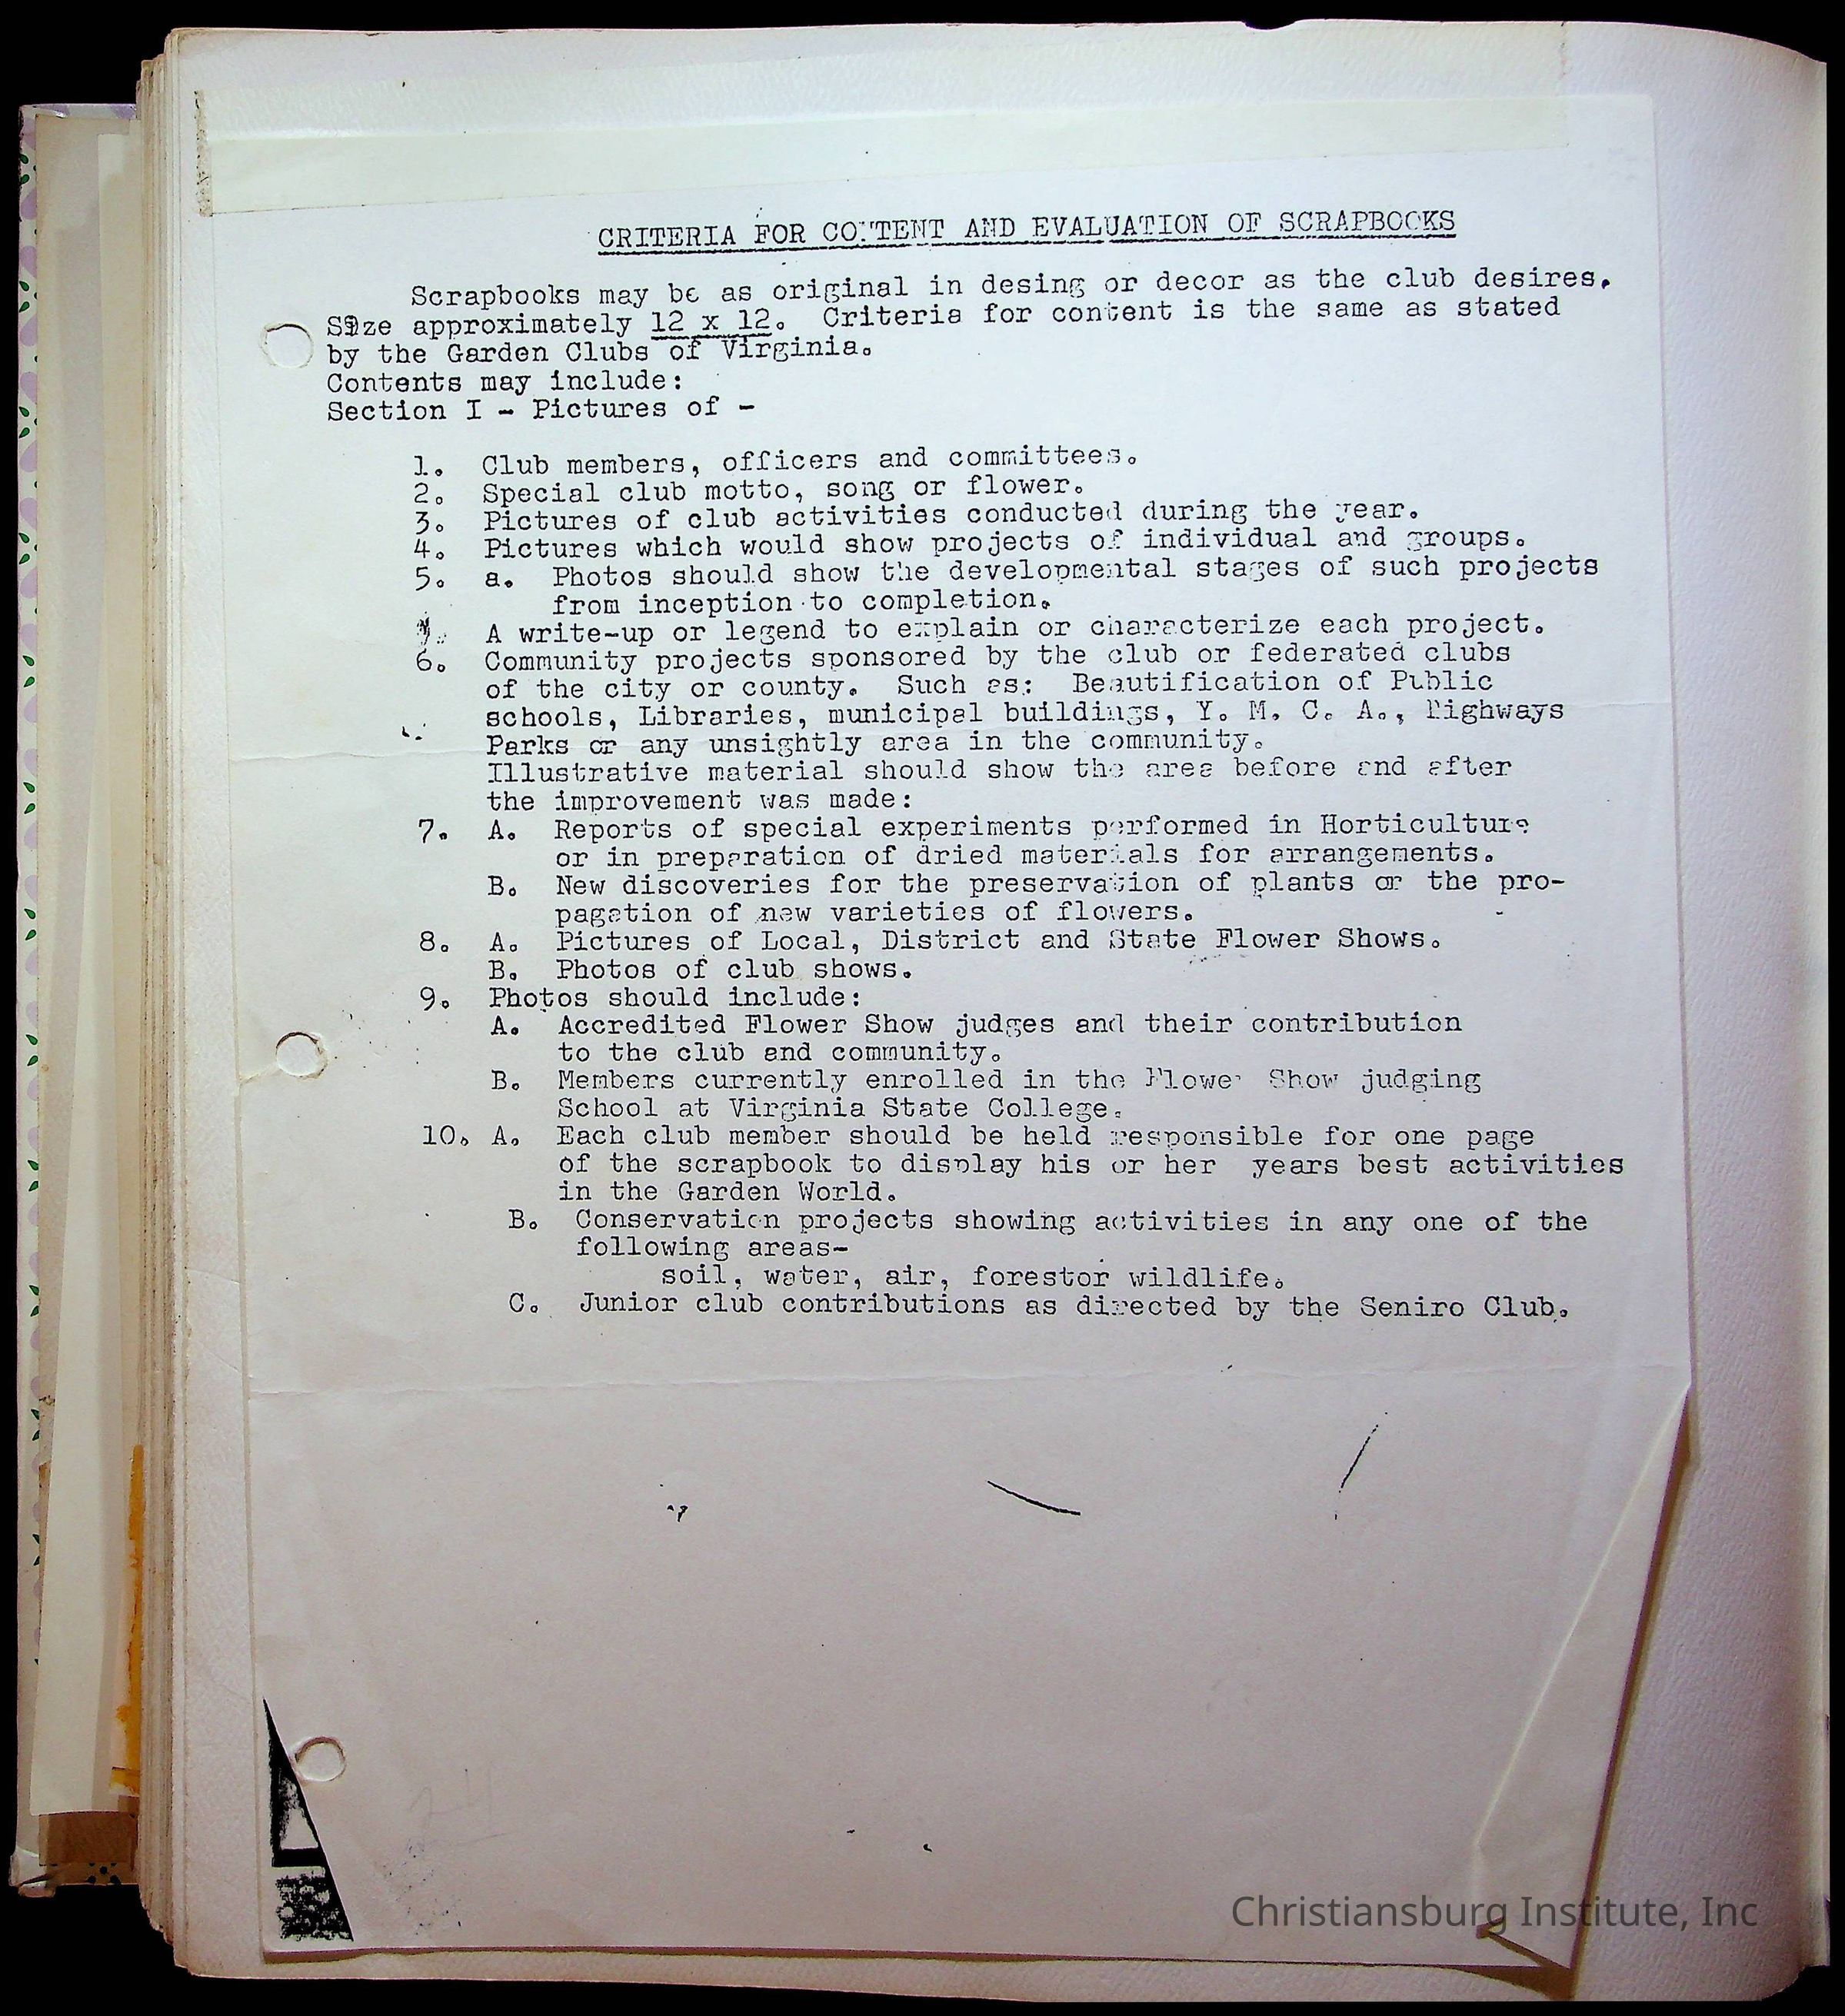 CRITERIA FOR CONTENT AND EVALUATION OF SCRAPBOOKS
Scrapbooks may be as original in desing or decor as the club desires.
Size approximately 12 x 12. Criteria for content is the same as stated
by the Garden Clubs of Virginia.
Contents may include:
Section I - Pictures of -
1. Club members, officers and committees.
2. Special club motto, song or flower.
3. Pictures of club activities conducted during the year.
4. Pictures which would show projects of individual and groups.
5. a. Photos should show the developmental stages of such projects
from inception to completion.
A write-up or legend to explain or characterize each project.
6. Community projects sponsored by the club or federated clubs
of the city or county. Such as: Beautification of Public
schools, Libraries, municipal buildings, Y. M. C. A., Highways
Parks or any unsightly area in the community.
Illustrative material should show the area before and after
the improvement was made:
7. A. Reports of special experiments performed in Horticulture
or in preparation of dried materials for arrangements.
B. New discoveries for the preservation of plants or the pro-
pagation of new varieties of flowers.
8. A. Pictures of Local, District and State Flower Shows.
B. Photos of club shows.
9. Photos should include:
A. Accredited Flower Show judges and their contribution
to the club and community.
B. Members currently enrolled in the Flower Show judging
School at Virginia State College.
10. A. Each club member should be held responsible for one page
of the scrapbook to display his or her years best activities
in the Garden World.
B. Conservation projects showing activities in any one of the
following areas-
soil, water, air, forestor wildlife.
C. Junior club contributions as directed by the Seniro Club.
Christiansburg Institute, Inc